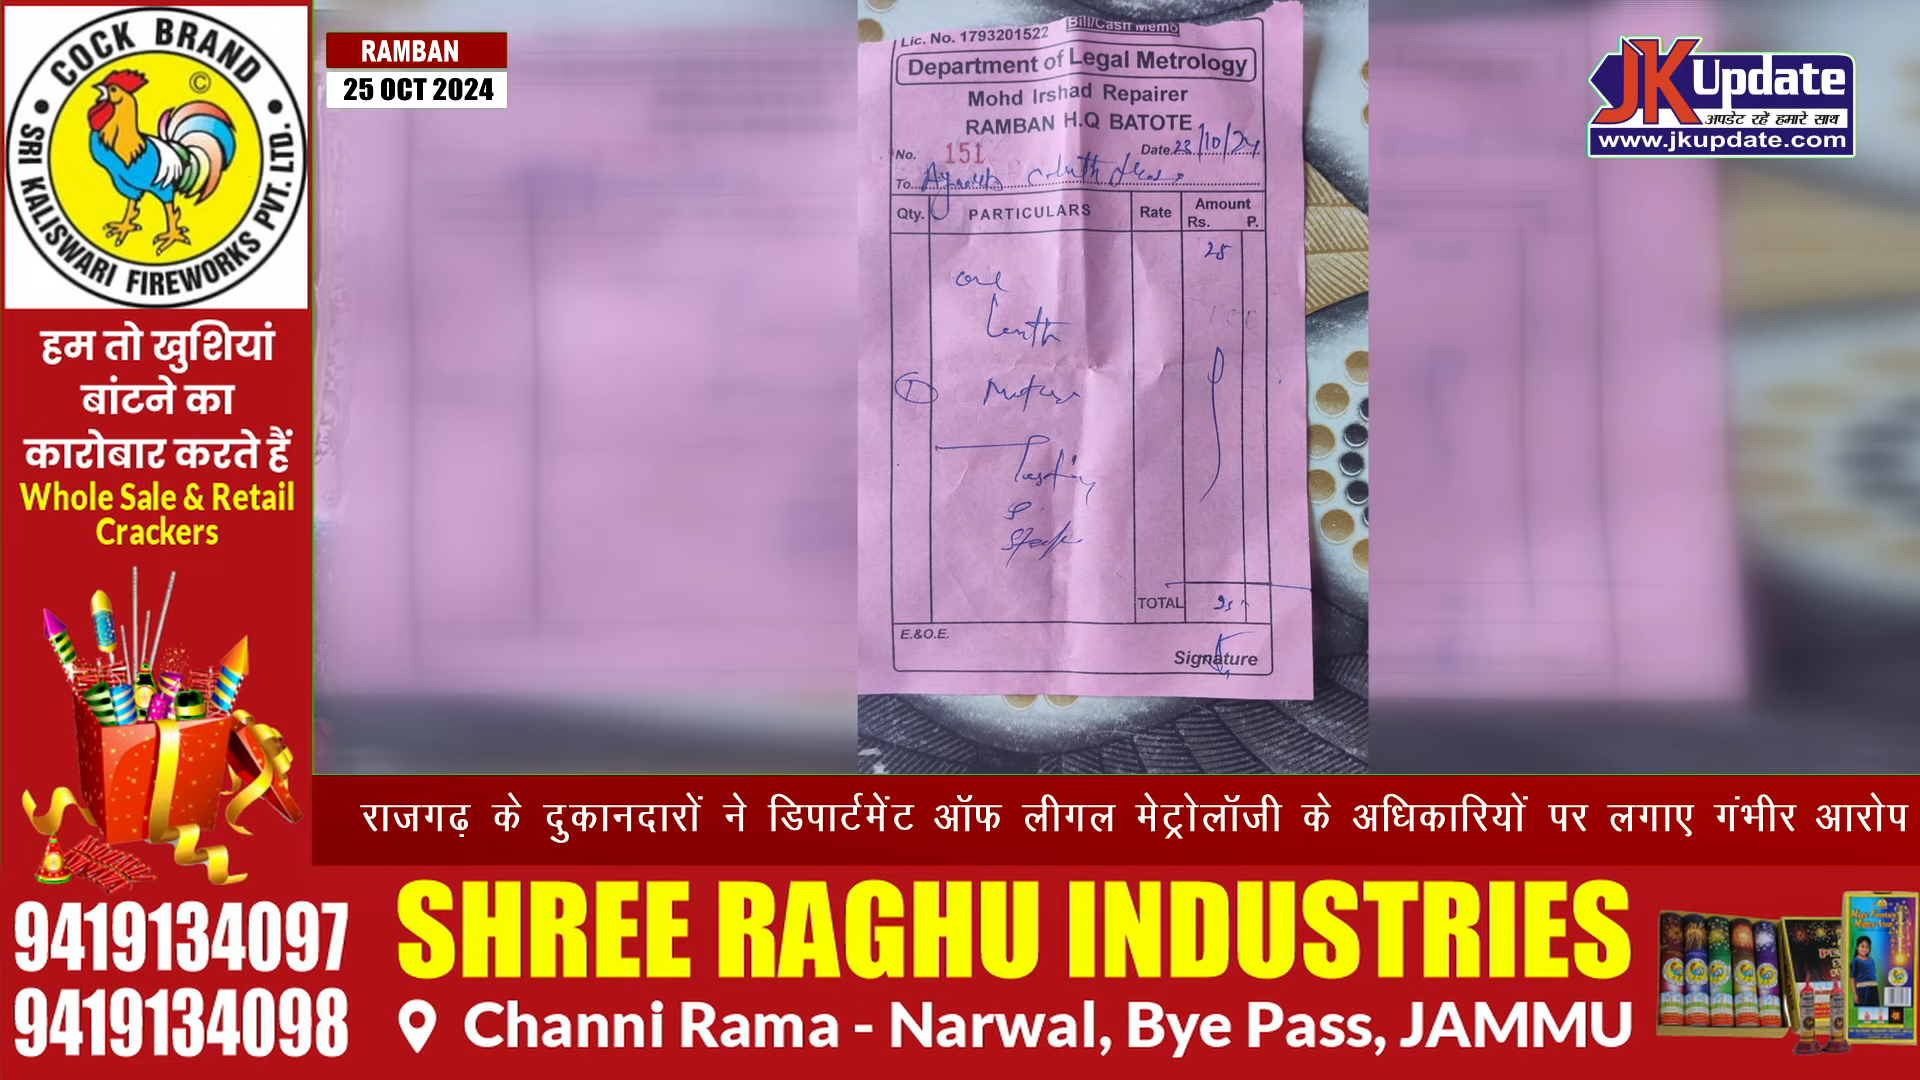 COCK BRAND
©
SRI KALISWARI FIREWORKS PVT. LTD.
हम तो खुशियां
बांटने का
कारोबार करते हैं
Whole Sale & Retail
Crackers
RAMBAN
25 OCT 2024
Bill/Cash Memo
Lic. No. 1793201522
Department of Legal Metrology
Mohd Irshad Repairer
RAMBAN H.Q BATOTE
No. 151 Date 23/10/24
To
Qty. PARTICULARS Rate Amount
Rs. P.
one
Testing
TOTAL
E.&O.E.
Signature
JK Update
अपडेट रहें हमारे साथ
www.jkupdate.com
राजगढ़ के दुकानदारों ने डिपार्टमेंट ऑफ लीगल मेट्रोलॉजी के अधिकारियों पर लगाए गंभीर आरोप
9419134097
9419134098
SHREE RAGHU INDUSTRIES
Channi Rama - Narwal, Bye Pass, JAMMU